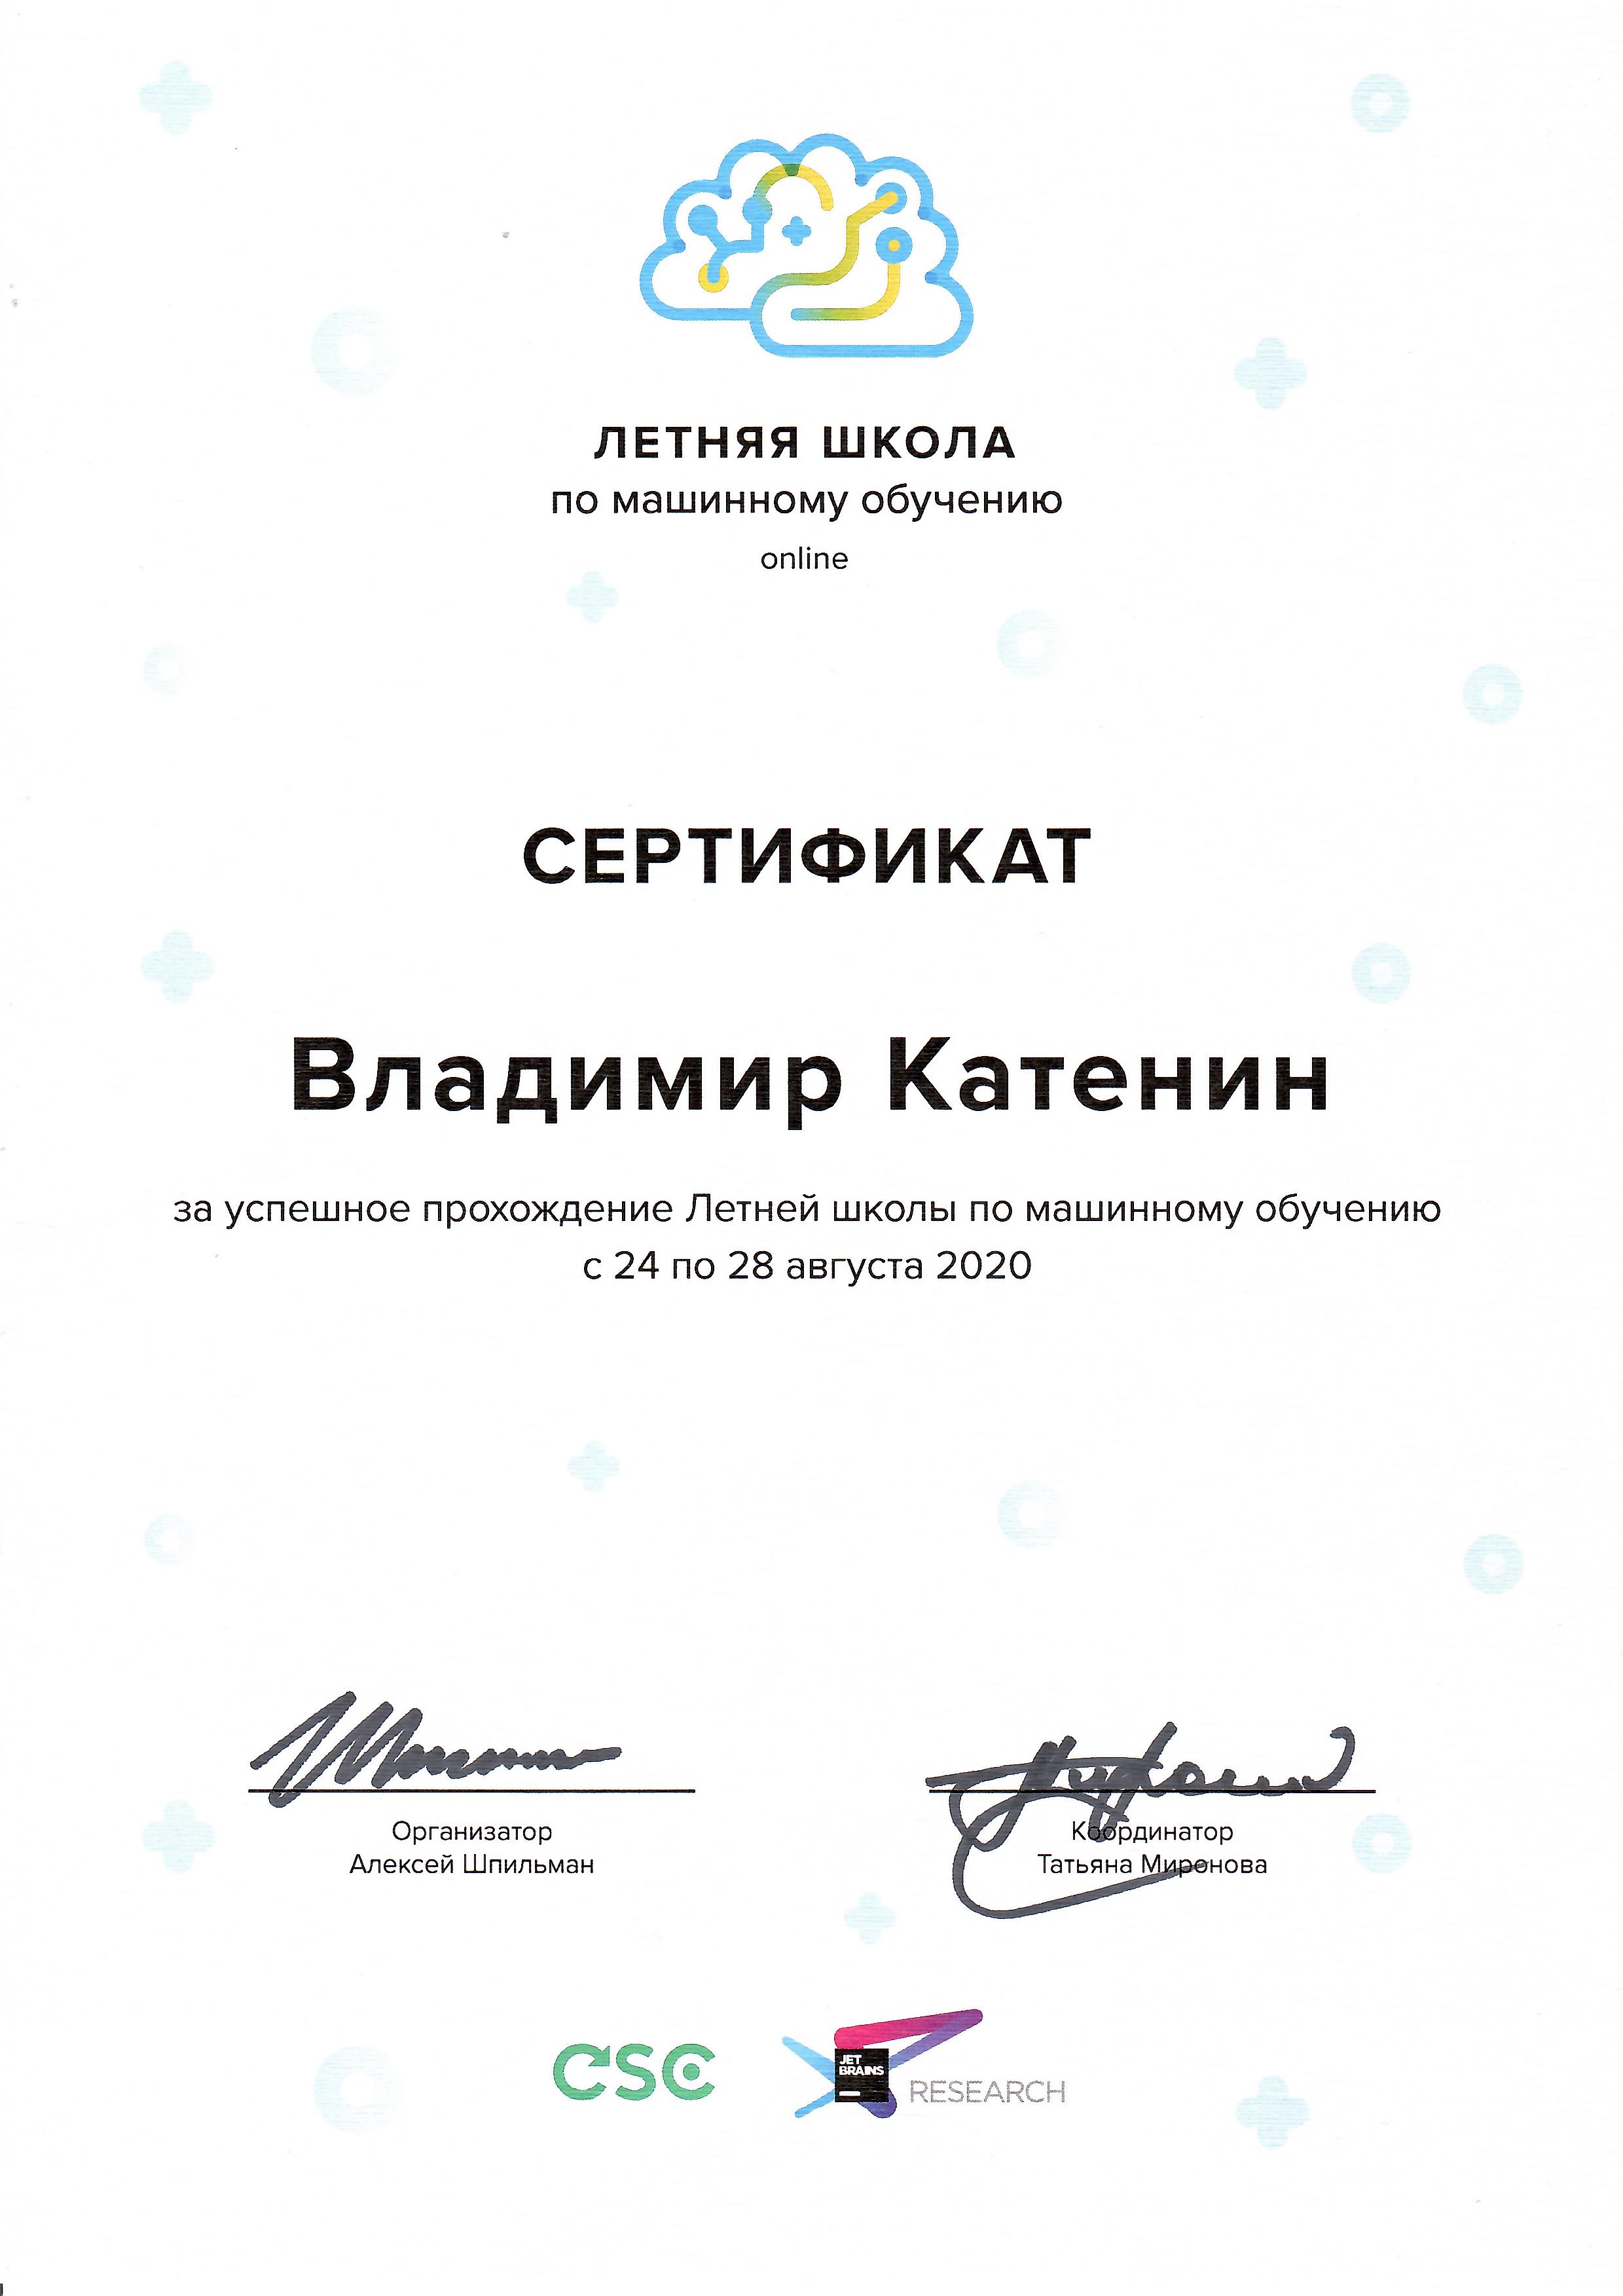 ЛЕТНЯЯ ШКОЛА
по машинному обучению
online
СЕРТИФИКАТ
Владимир Катенин
за успешное прохождение Летней школы по машинному обучению
с 24 по 28 августа 2020
Организатор
Алексей Шпильман
Координатор
Татьяна Миронова
CSC
JET
BRAINS
RESEARCH